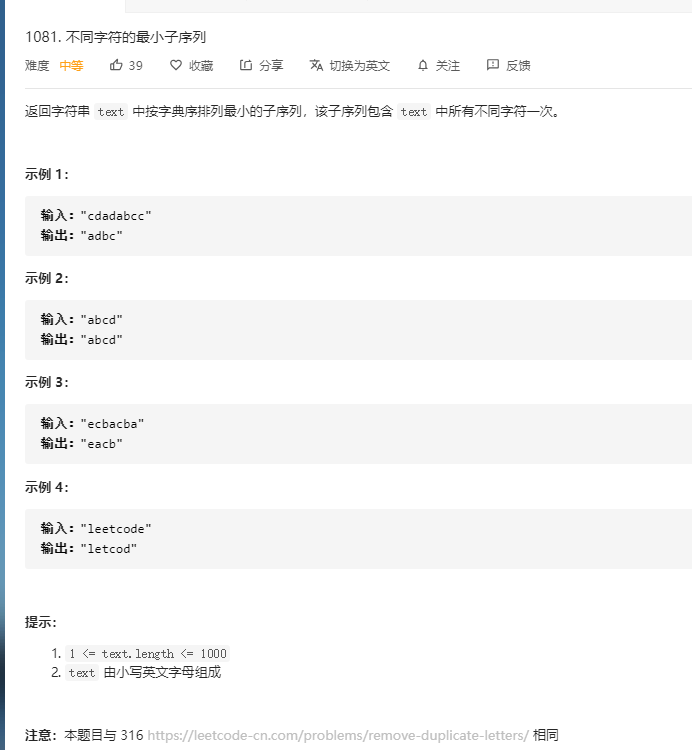 1081. 不同字符的最小子序列
难度 中等 39 收藏 分享 切换为英文 关注 反馈
返回字符串 text 中按字典序排列最小的子序列，该子序列包含 text 中所有不同字符一次。
示例 1：
输入："cdadabcc"
输出："adbc"
示例 2：
输入："abcd"
输出："abcd"
示例 3：
输入："ecbacba"
输出："eacb"
示例 4：
输入："leetcode"
输出："letcod"
提示：
1. 1 <= text.length <= 1000
2. text 由小写英文字母组成
注意：本题目与 316 https://leetcode-cn.com/problems/remove-duplicate-letters/ 相同